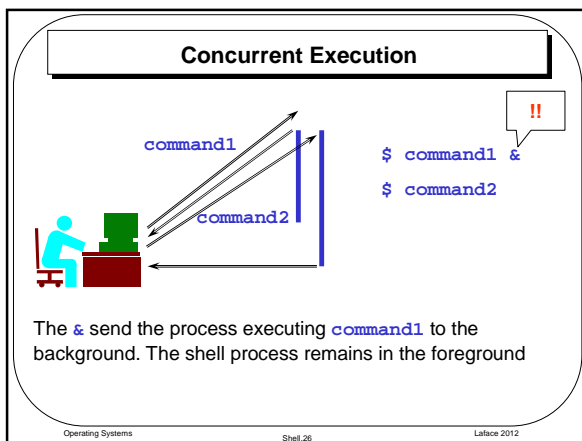 Concurrent Execution
!!
command1
$ command1 &
$ command2
command2
The & send the process executing command1 to the
background. The shell process remains in the foreground
Operating Systems
Shell.26
Laface 2012